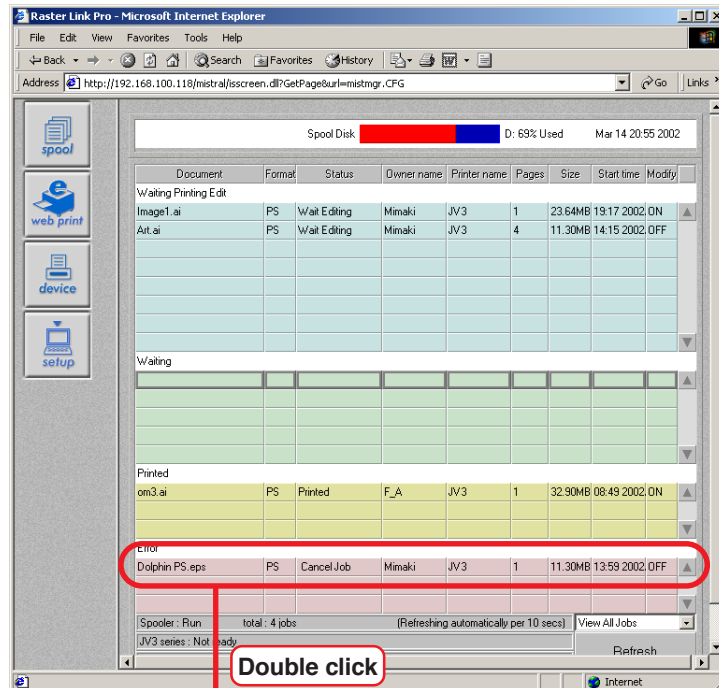 Raster Link Pro - Microsoft Internet Explorer
File Edit View Favorites Tools Help
Back Search Favorites History
Address http://192.168.100.118/mistral/isscreen.dll?GetPage&url=mistmgr.CFG Go Links
spool
web print
device
setup
Spool Disk D: 69% Used Mar 14 20:55 2002
Document Format Status Owner name Printer name Pages Size Start time Modify
Waiting Printing Edit
Image1.ai PS Wait Editing Mimaki JV3 1 23.64MB 19:17 2002. ON
Art.ai PS Wait Editing Mimaki JV3 4 11.30MB 14:15 2002. OFF
Waiting
Printed
om3.ai PS Printed F_A JV3 1 32.90MB 08:49 2002. ON
Error
Dolphin PS.eps PS Cancel Job Mimaki JV3 1 11.30MB 13:59 2002. OFF
Spooler : Run total : 4 jobs (Refreshing automatically per 10 secs) View All Jobs
JV3 series : Not ready
Refresh
Double click
Internet